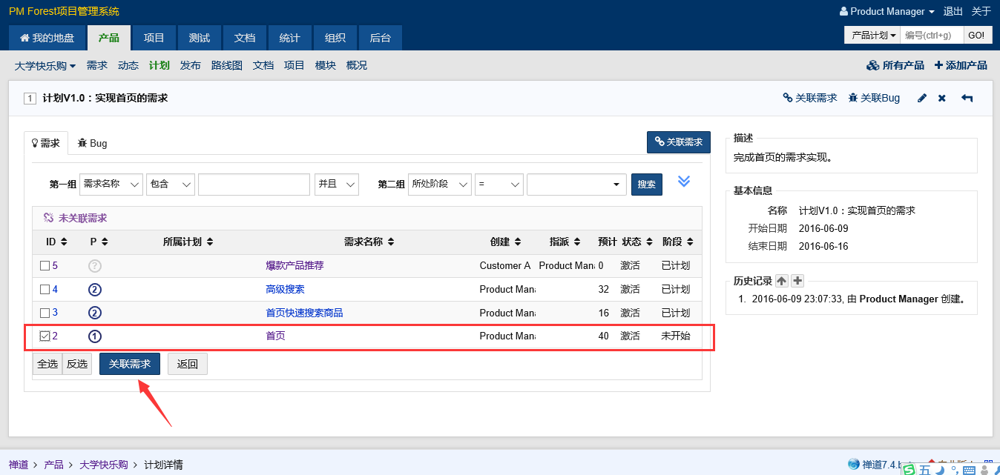 PM Forest项目管理系统 Product Manager 退出 关于
我的地盘 产品 项目 测试 文档 统计 组织 后台 产品计划 编号(ctrl+g) GO!
大学快乐购 需求 动态 计划 发布 路线图 文档 项目 模块 概况 所有产品 添加产品
1 计划V1.0：实现首页的需求 关联需求 关联Bug
需求 Bug 关联需求
第一组 需求名称 包含 并且 第二组 所处阶段 = 搜索
未关联需求
ID P 所属计划 需求名称 创建 指派 预计 状态 阶段
5 ? 爆款产品推荐 Customer A Product Mana 0 激活 已计划
4 2 高级搜索 Product Mana 32 激活 已计划
3 2 首页快速搜索商品 Product Mana 16 激活 已计划
2 1 首页 Product Mana 40 激活 未开始
全选 反选 关联需求 返回
描述
完成首页的需求实现。
基本信息
名称 计划V1.0：实现首页的需求
开始日期 2016-06-09
结束日期 2016-06-16
历史记录
1. 2016-06-09 23:07:33, 由 Product Manager 创建。
禅道 > 产品 > 大学快乐购 > 计划详情 禅道7.4.b
五